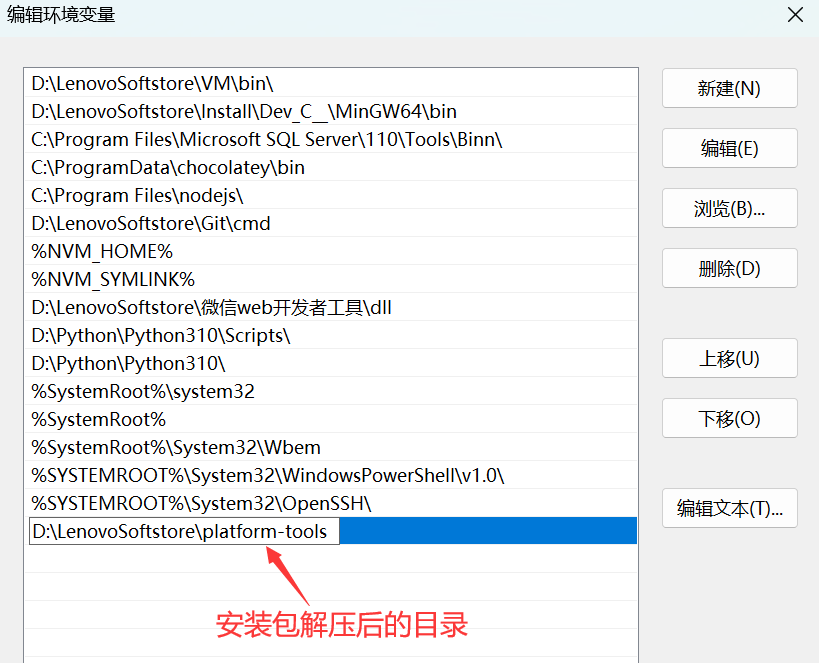 编辑环境变量
D:\LenovoSoftstore\VM\bin\
D:\LenovoSoftstore\Install\Dev_C__\MinGW64\bin
C:\Program Files\Microsoft SQL Server\110\Tools\Binn\
C:\ProgramData\chocolatey\bin
C:\Program Files\nodejs\
D:\LenovoSoftstore\Git\cmd
%NVM_HOME%
%NVM_SYMLINK%
D:\LenovoSoftstore\微信web开发者工具\dll
D:\Python\Python310\Scripts\
D:\Python\Python310\
%SystemRoot%\system32
%SystemRoot%
%SystemRoot%\System32\Wbem
%SYSTEMROOT%\System32\WindowsPowerShell\v1.0\
%SYSTEMROOT%\System32\OpenSSH\
D:\LenovoSoftstore\platform-tools
安装包解压后的目录
新建(N)
编辑(E)
浏览(B)...
删除(D)
上移(U)
下移(O)
编辑文本(T)...